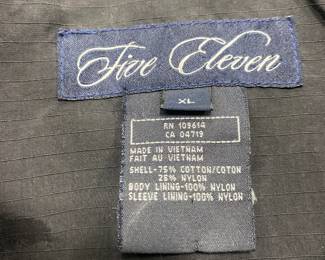 Five Eleven
XL
RN 109614
CA 04719
MADE IN VIETNAM
FAIT AU VIETNAM
SHELL-75% COTTON/COTON
25% NYLON
BODY LINING-100% NYLON
SLEEVE LINING-100% NYLON